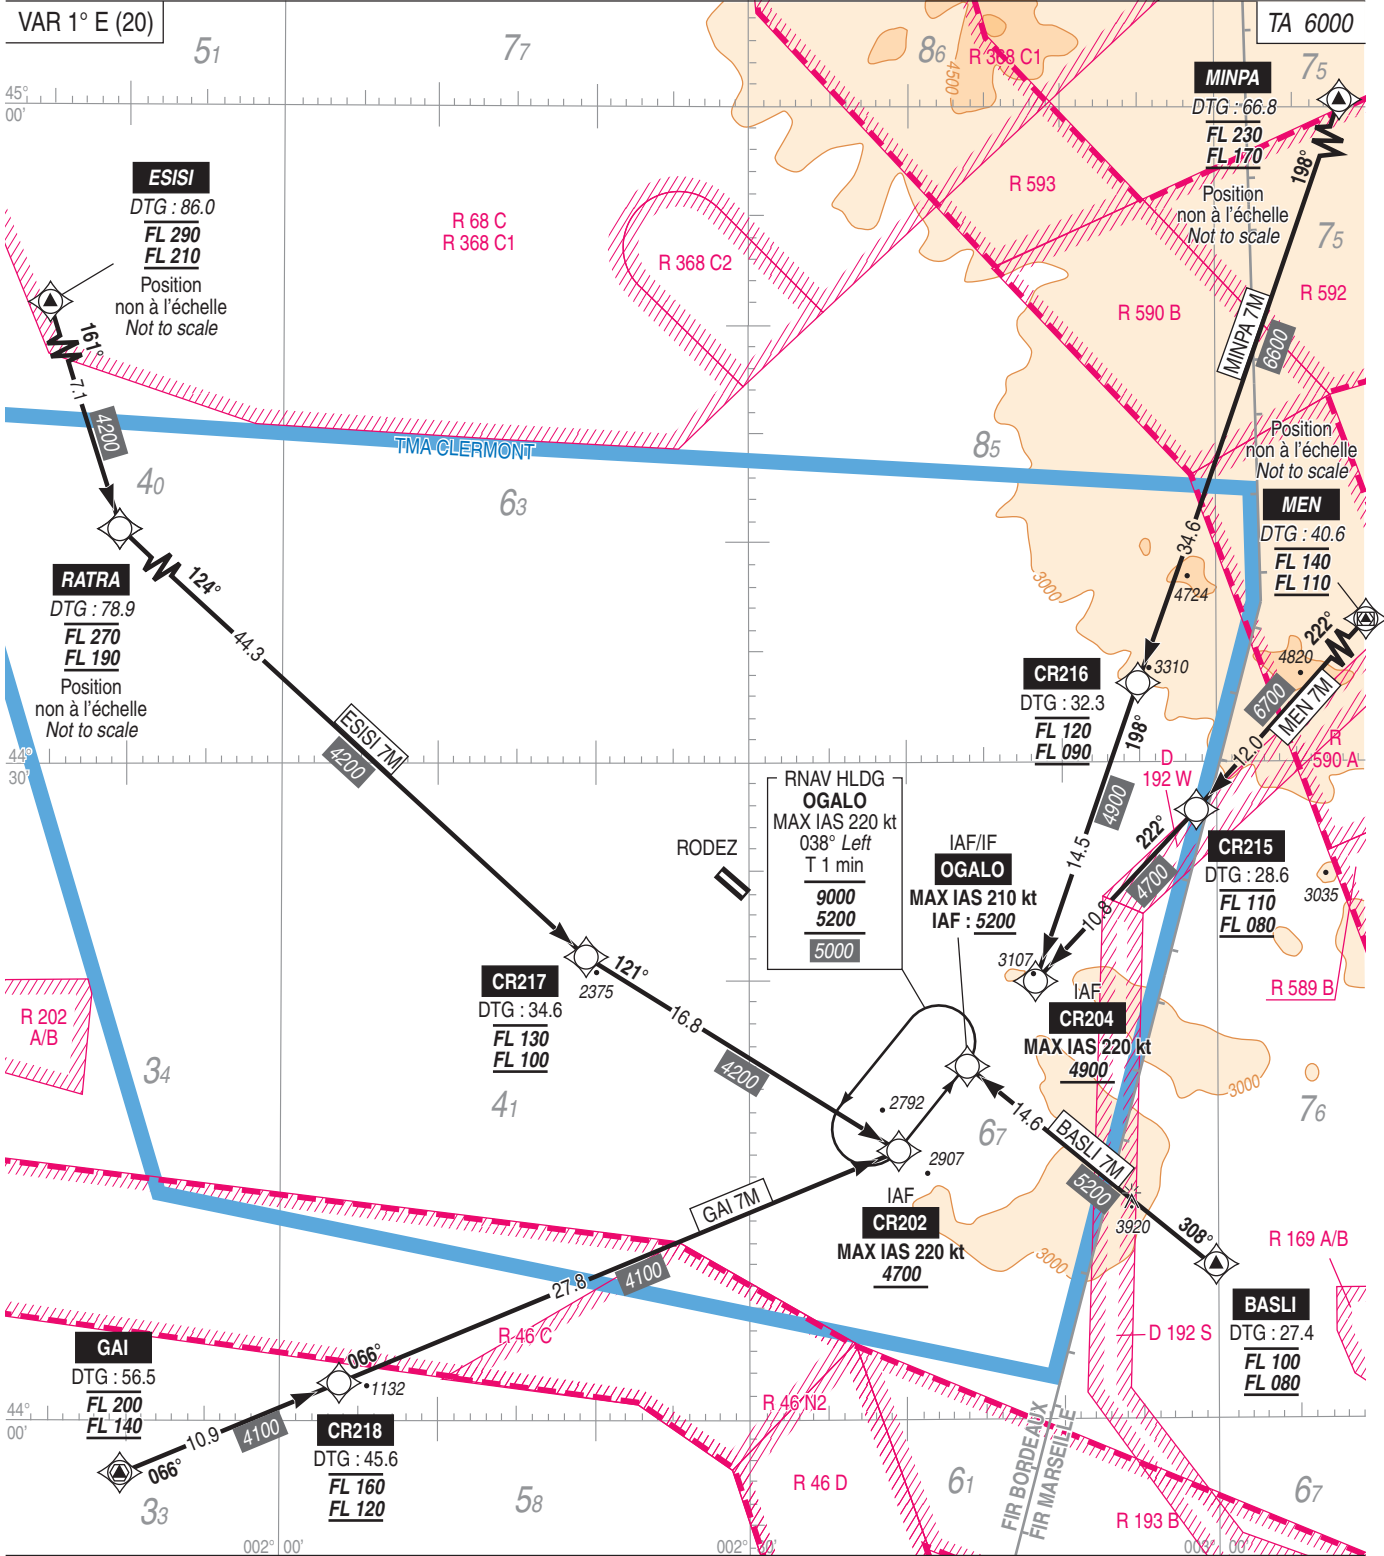 VAR 1° E (20)
TA 6000
51
77
86
75
4500
R 368 C1
45°
00'
MINPA
DTG : 66.8
FL 230
FL 170
Position
non à l'échelle
Not to scale
198°
75
ESISI
DTG : 86.0
FL 290
FL 210
Position
non à l'échelle
Not to scale
161°
7.1
4200
R 68 C
R 368 C1
R 368 C2
R 593
R 590 B
R 592
MINPA 7M
6600
TMA CLERMONT
40
63
85
Position
non à l'échelle
Not to scale
MEN
DTG : 40.6
FL 140
FL 110
222°
34.6
3000
4724
4820
6700
MEN 7M
12.0
RATRA
DTG : 78.9
FL 270
FL 190
Position
non à l'échelle
Not to scale
124°
44.3
ESISI 7M
4200
3310
CR216
DTG : 32.3
FL 120
FL 090
198°
4900
14.5
44°
30'
D
192 W
R
590 A
RNAV HLDG
OGALO
MAX IAS 220 kt
038° Left
T 1 min
9000
5200
5000
RODEZ
IAF/IF
OGALO
MAX IAS 210 kt
IAF : 5200
222°
4700
10.8
CR215
DTG : 28.6
FL 110
FL 080
3035
R 589 B
3107
IAF
CR204
MAX IAS 220 kt
4900
CR217
DTG : 34.6
FL 130
FL 100
2375
121°
16.8
4200
R 202
A/B
34
41
2792
2907
67
14.6
BASLI 7M
5200
3920
308°
3000
76
GAI 7M
IAF
CR202
MAX IAS 220 kt
4700
3000
R 169 A/B
27.8
4100
BASLI
DTG : 27.4
FL 100
FL 080
D 192 S
R 46 C
GAI
DTG : 56.5
FL 200
FL 140
066°
10.9
4100
066°
1132
CR218
DTG : 45.6
FL 160
FL 120
44°
00'
R 46 N2
R 46 D
FIR BORDEAUX
FIR MARSEILLE
R 193 B
33
58
61
67
002° 00'
002° 30'
003° 00'